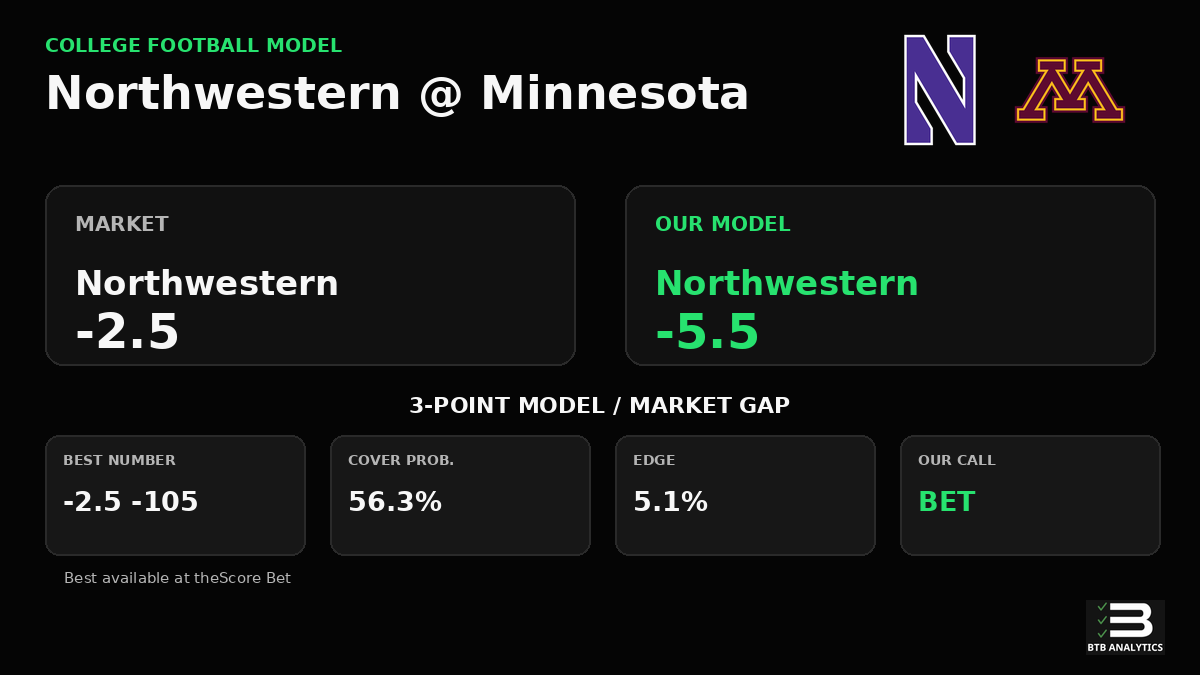 COLLEGE FOOTBALL MODEL
Northwestern @ Minnesota
N M
MARKET
Northwestern
-2.5
OUR MODEL
Northwestern
-5.5
3-POINT MODEL / MARKET GAP
BEST NUMBER
-2.5 -105
COVER PROB.
56.3%
EDGE
5.1%
OUR CALL
BET
Best available at theScore Bet
B
BTB ANALYTICS